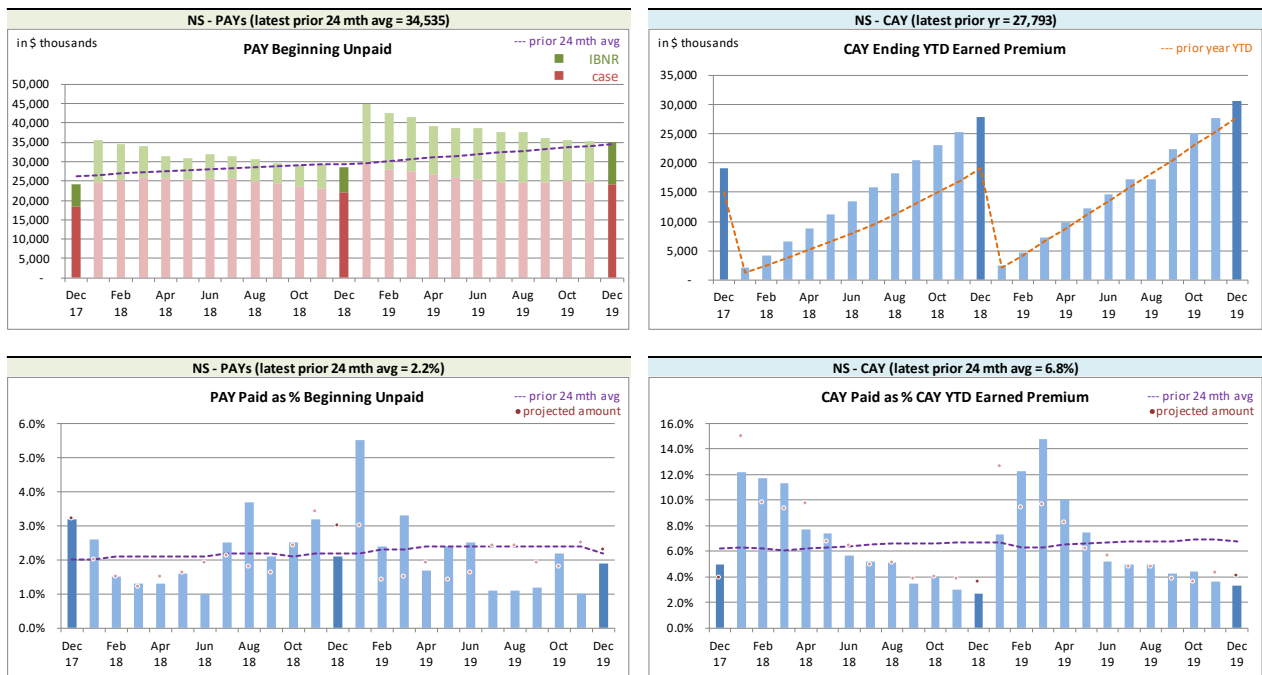 NS - PAYs (latest prior 24 mth avg = 34,535)
in $ thousands
PAY Beginning Unpaid
--- prior 24 mth avg
IBNR
case
50,000
45,000
40,000
35,000
30,000
25,000
20,000
15,000
10,000
5,000
-
Dec Feb Apr Jun Aug Oct Dec Feb Apr Jun Aug Oct Dec
17 18 18 18 18 18 18 19 19 19 19 19 19
NS - CAY (latest prior yr = 27,793)
in $ thousands
CAY Ending YTD Earned Premium
--- prior year YTD
35,000
30,000
25,000
20,000
15,000
10,000
5,000
-
Dec Feb Apr Jun Aug Oct Dec Feb Apr Jun Aug Oct Dec
17 18 18 18 18 18 18 19 19 19 19 19 19
NS - PAYs (latest prior 24 mth avg = 2.2%)
PAY Paid as % Beginning Unpaid
--- prior 24 mth avg
• projected amount
6.0%
5.0%
4.0%
3.0%
2.0%
1.0%
0.0%
Dec Feb Apr Jun Aug Oct Dec Feb Apr Jun Aug Oct Dec
17 18 18 18 18 18 18 19 19 19 19 19 19
NS - CAY (latest prior 24 mth avg = 6.8%)
CAY Paid as % CAY YTD Earned Premium
--- prior 24 mth avg
• projected amount
16.0%
14.0%
12.0%
10.0%
8.0%
6.0%
4.0%
2.0%
0.0%
Dec Feb Apr Jun Aug Oct Dec Feb Apr Jun Aug Oct Dec
17 18 18 18 18 18 18 19 19 19 19 19 19